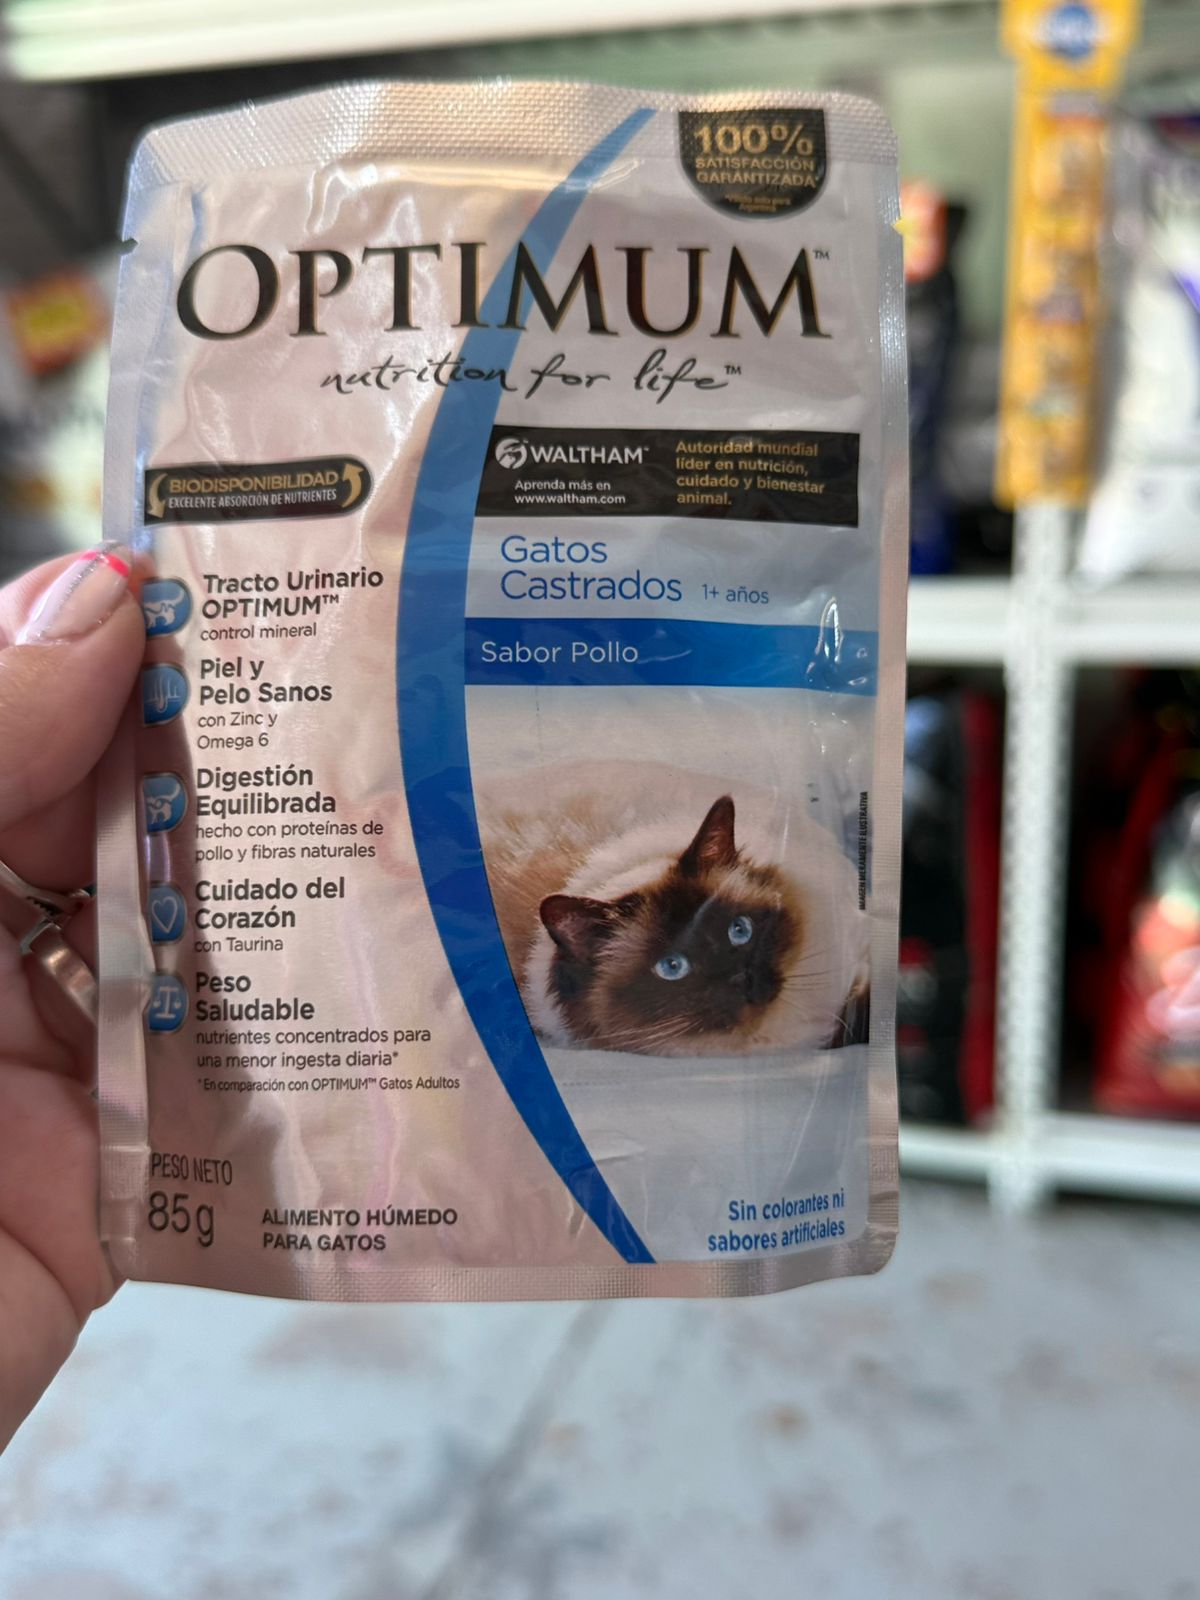 100%
SATISFACCIÓN
GARANTIZADA*
OPTIMUM™
nutrition for life™
WALTHAM™
Aprenda más en
www.waltham.com
Autoridad mundial
líder en nutrición,
cuidado y bienestar
animal.
BIODISPONIBILIDAD
EXCELENTE ABSORCIÓN DE NUTRIENTES
Gatos
Castrados 1+ años
Sabor Pollo
Tracto Urinario
OPTIMUM™
control mineral
Piel y
Pelo Sanos
con Zinc y
Omega 6
Digestión
Equilibrada
hecho con proteínas de
pollo y fibras naturales
Cuidado del
Corazón
con Taurina
Peso
Saludable
nutrientes concentrados para
una menor ingesta diaria*
*En comparación con OPTIMUM™ Gatos Adultos
IMAGEN MERAMENTE ILUSTRATIVA
PESO NETO
85g
ALIMENTO HÚMEDO
PARA GATOS
Sin colorantes ni
sabores artificiales